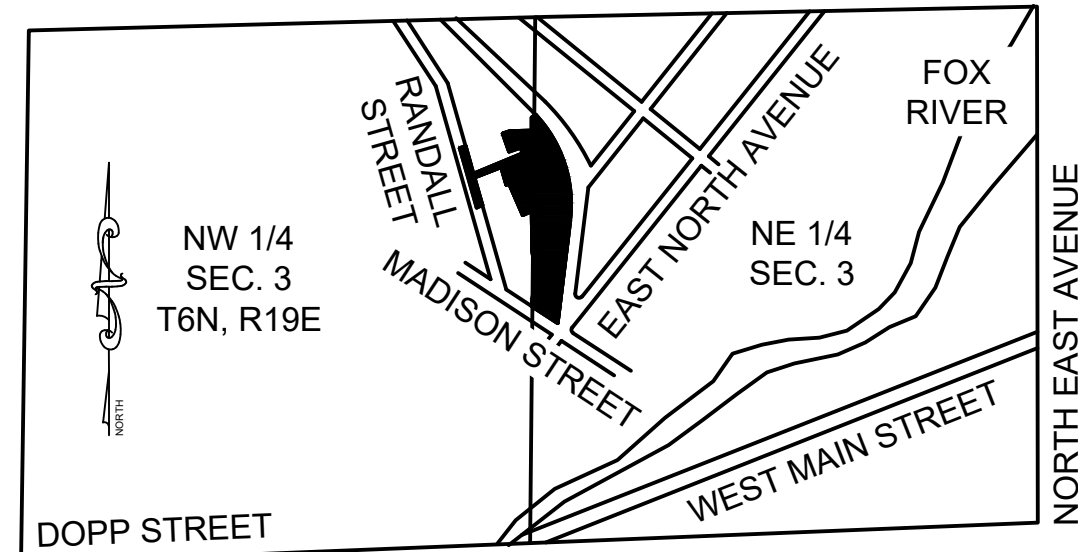 FOX
RIVER
RANDALL
STREET
EAST NORTH AVENUE
NORTH EAST AVENUE
NW 1/4
SEC. 3
T6N, R19E
NE 1/4
SEC. 3
MADISON STREET
NORTH
WEST MAIN STREET
DOPP STREET